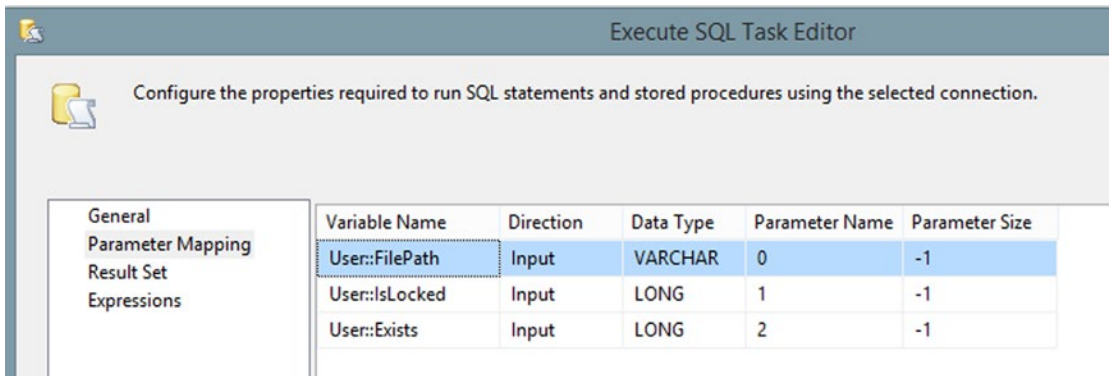 Execute SQL Task Editor
Configure the properties required to run SQL statements and stored procedures using the selected connection.
General
Parameter Mapping
Result Set
Expressions
Variable Name Direction Data Type Parameter Name Parameter Size
User::FilePath Input VARCHAR 0 -1
User::IsLocked Input LONG 1 -1
User::Exists Input LONG 2 -1